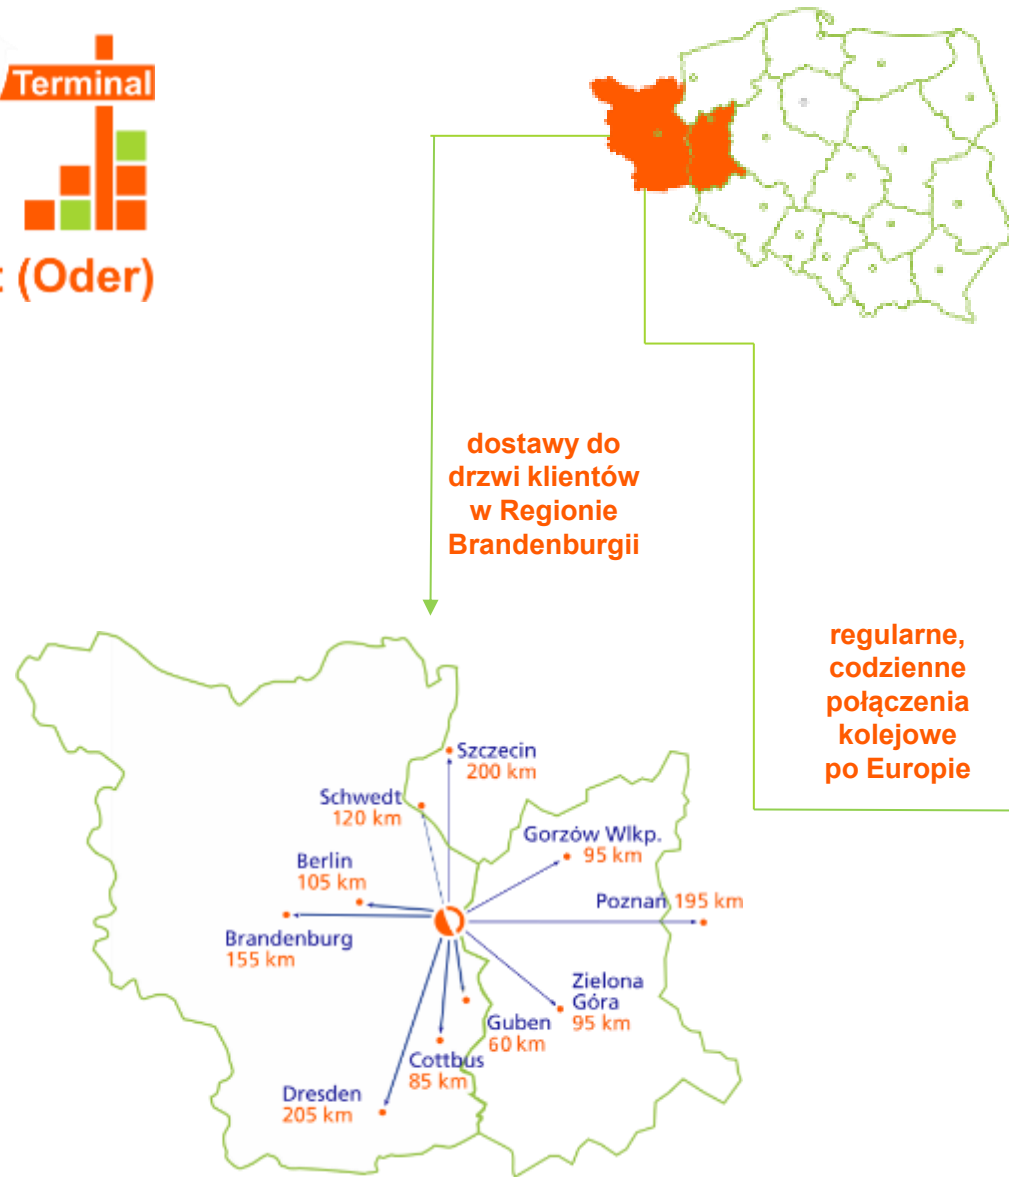 Terminal
(Oder)
dostawy do
drzwi klientów
w Regionie
Brandenburgii
regularne,
codzienne
połączenia
kolejowe
po Europie
Szczecin
200 km
Schwedt
120 km
Gorzów Wlkp.
95 km
Berlin
105 km
Poznań 195 km
Brandenburg
155 km
Zielona
Góra
95 km
Guben
60 km
Cottbus
85 km
Dresden
205 km